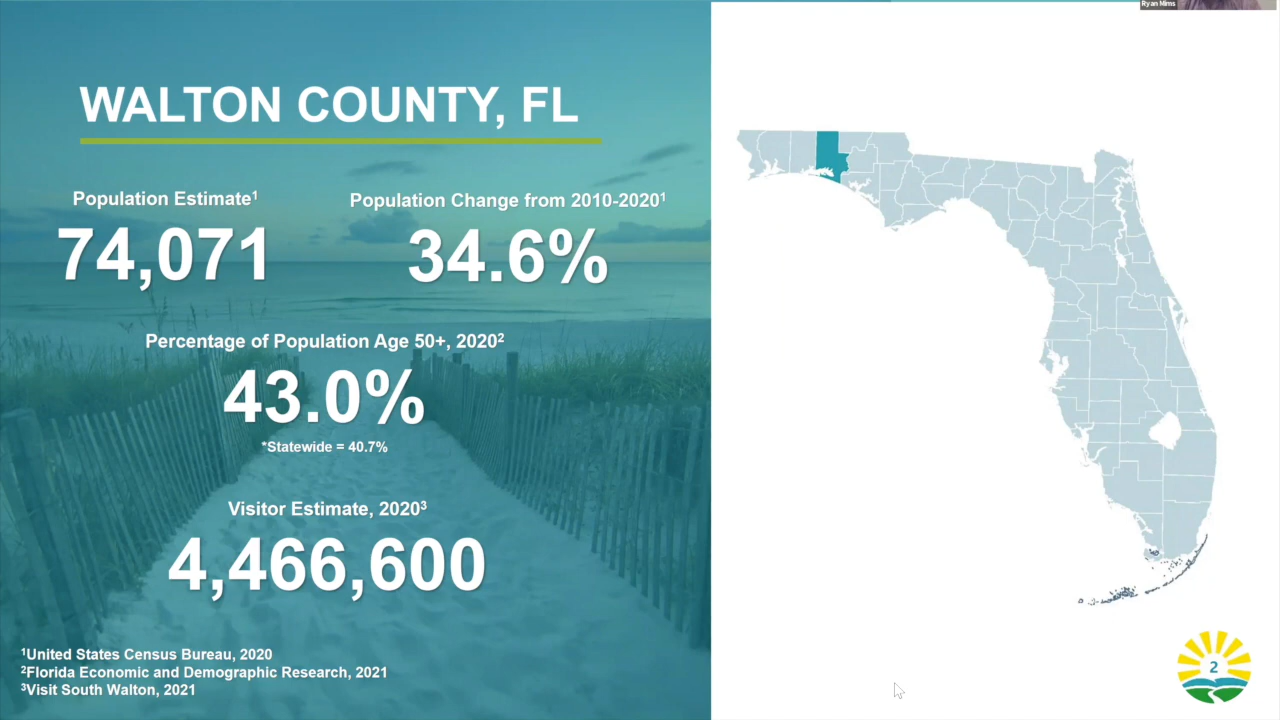 Ryan Mims
WALTON COUNTY, FL
Population Estimate¹
74,071
Population Change from 2010-2020¹
34.6%
Percentage of Population Age 50+, 2020²
43.0%
*Statewide = 40.7%
Visitor Estimate, 2020³
4,466,600
¹United States Census Bureau, 2020
²Florida Economic and Demographic Research, 2021
³Visit South Walton, 2021
2